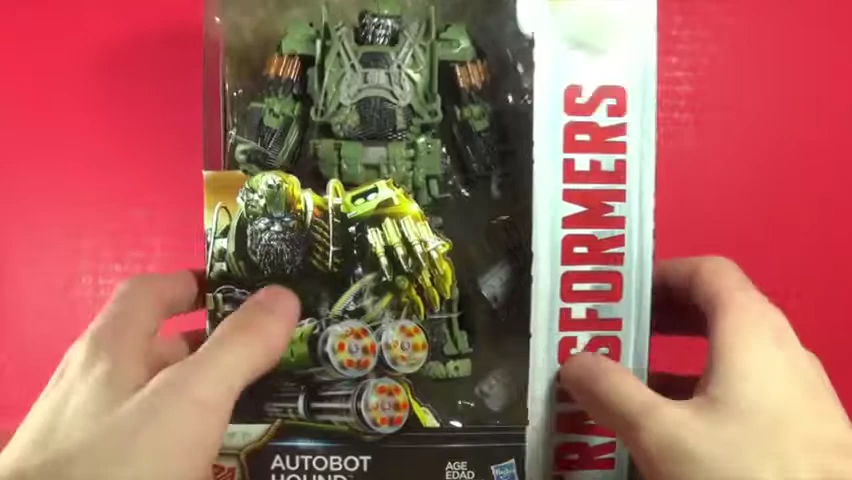 TRANSFORMERS
AUTOBOT
HOUND
AGE
EDAD
Hasbro